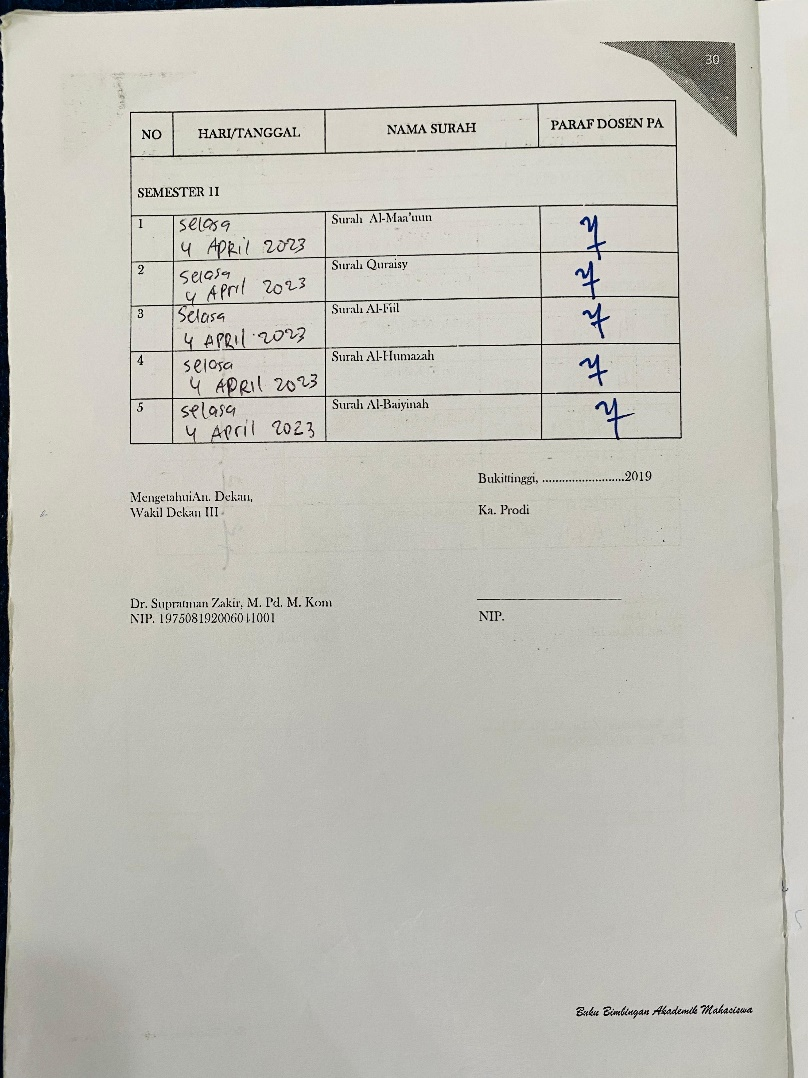 30
NO HARI/TANGGAL NAMA SURAH PARAF DOSEN PA
SEMESTER II
1 Selasa Surah Al-Maa'uun
4 APRil 2023
2 Selasa Surah Quraisy
4 APRil 2023
3 Selasa Surah Al-Fiil
4 APRIL 2023
4 selasa Surah Al-Humazah
4 APRIL 2023
5 selasa Surah Al-Baiyinah
4 April 2023
Bukittinggi, .........................2019
MengetahuiAn. Dekan,
Wakil Dekan III
Ka. Prodi
Dr. Supratman Zakir, M. Pd. M. Kom
NIP. 197508192006041001
NIP.
Buku Bimbingan Akademik Mahasiswa